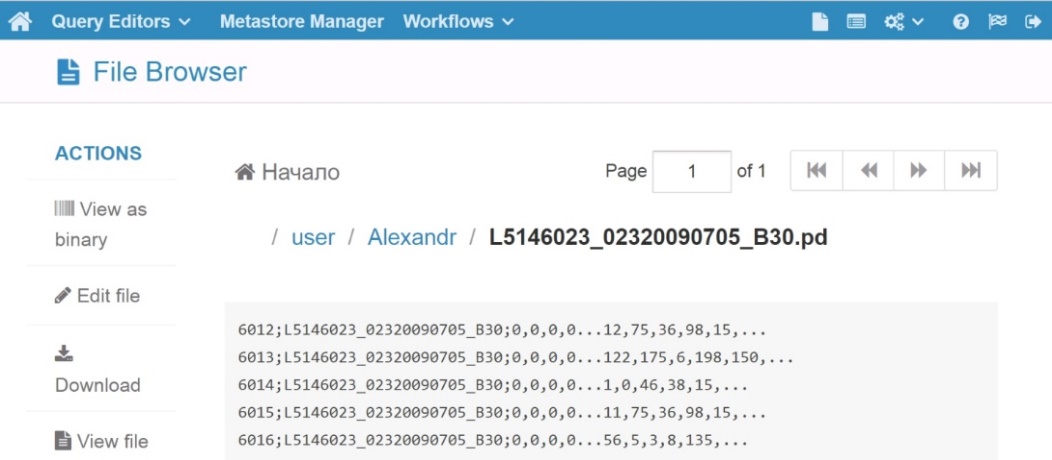 Query Editors Metastore Manager Workflows
File Browser
ACTIONS
Начало
Page 1 of 1
View as
binary
/ user / Alexandr / L5146023_02320090705_B30.pd
Edit file
6012;L5146023_02320090705_B30;0,0,0,0...12,75,36,98,15,...
6013;L5146023_02320090705_B30;0,0,0,0...122,175,6,198,150,...
6014;L5146023_02320090705_B30;0,0,0,0...1,0,46,38,15,...
6015;L5146023_02320090705_B30;0,0,0,0...11,75,36,98,15,...
6016;L5146023_02320090705_B30;0,0,0,0...56,5,3,8,135,...
Download
View file